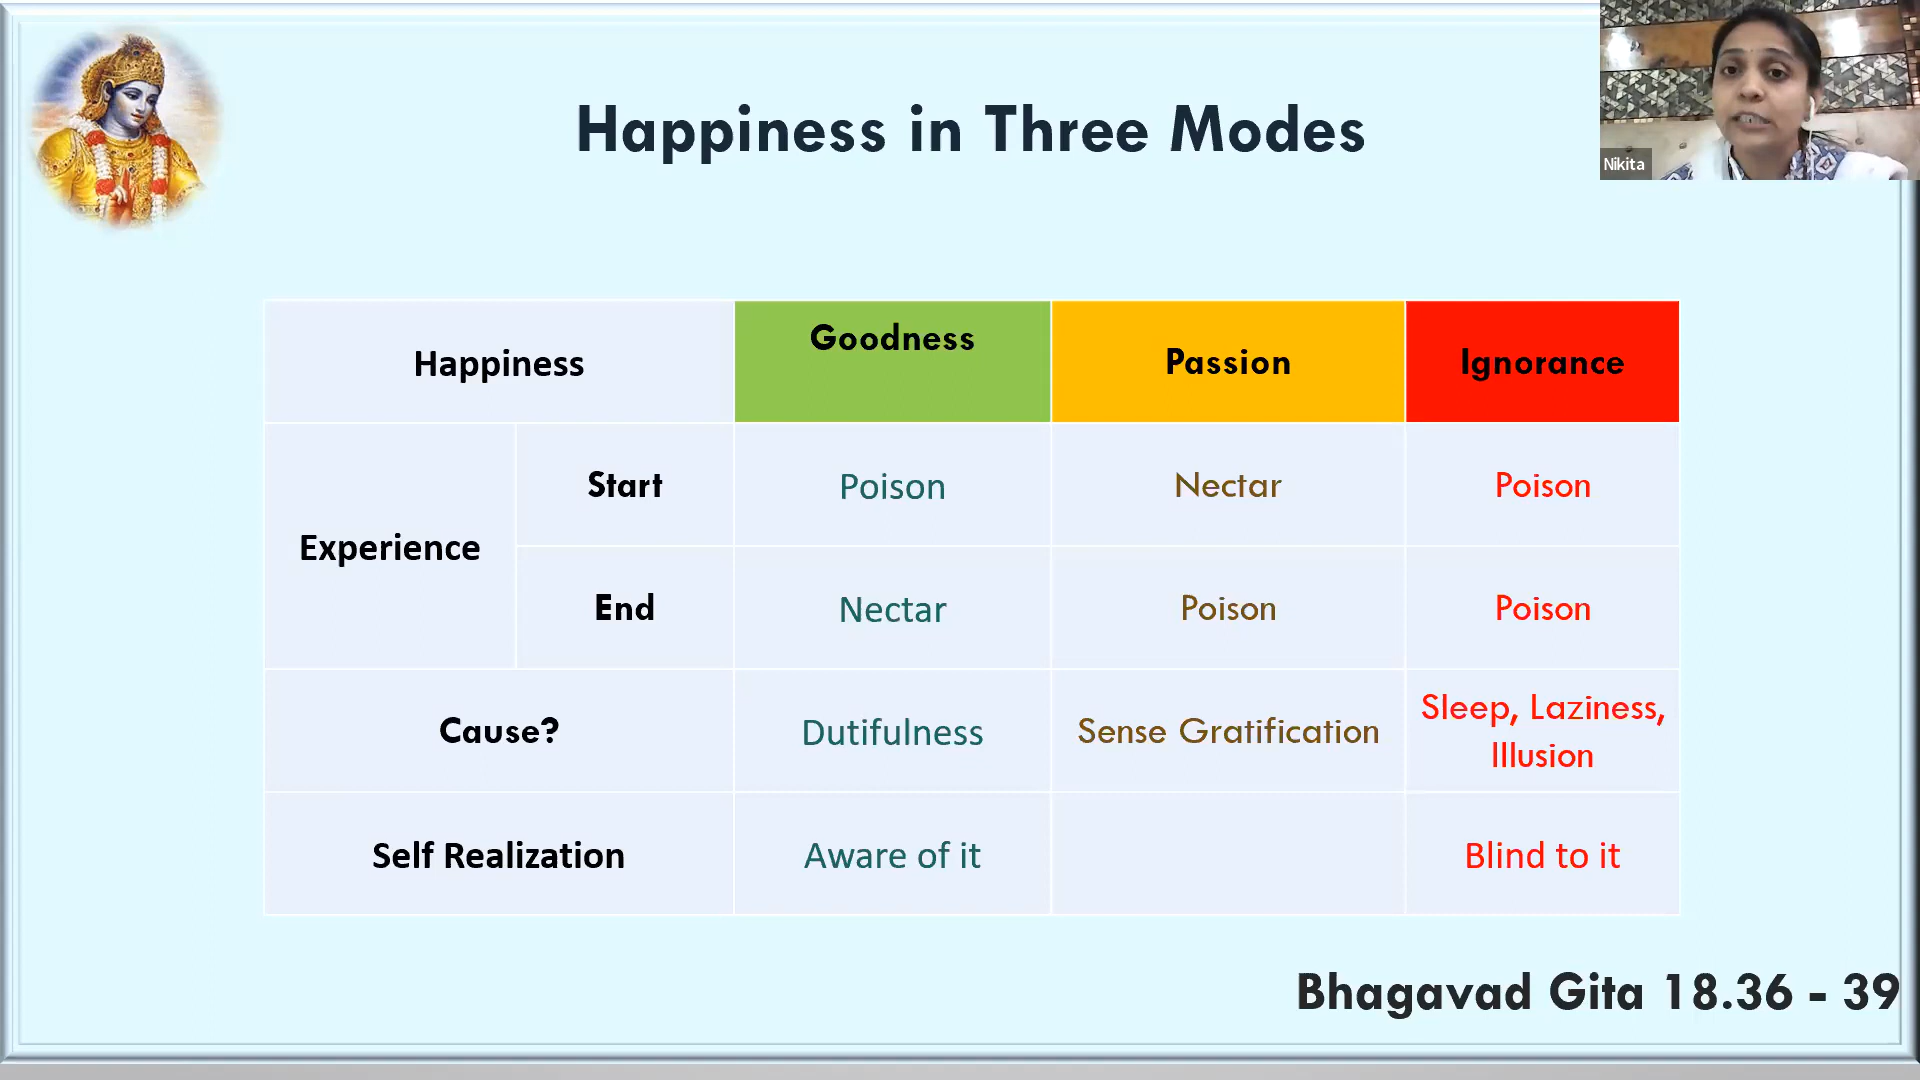 Happiness in Three Modes
Nikita
Happiness
Goodness
Passion
Ignorance
Experience
Start
Poison
Nectar
Poison
End
Nectar
Poison
Poison
Cause?
Dutifulness
Sense Gratification
Sleep, Laziness,
Illusion
Self Realization
Aware of it
Blind to it
Bhagavad Gita 18.36 - 39